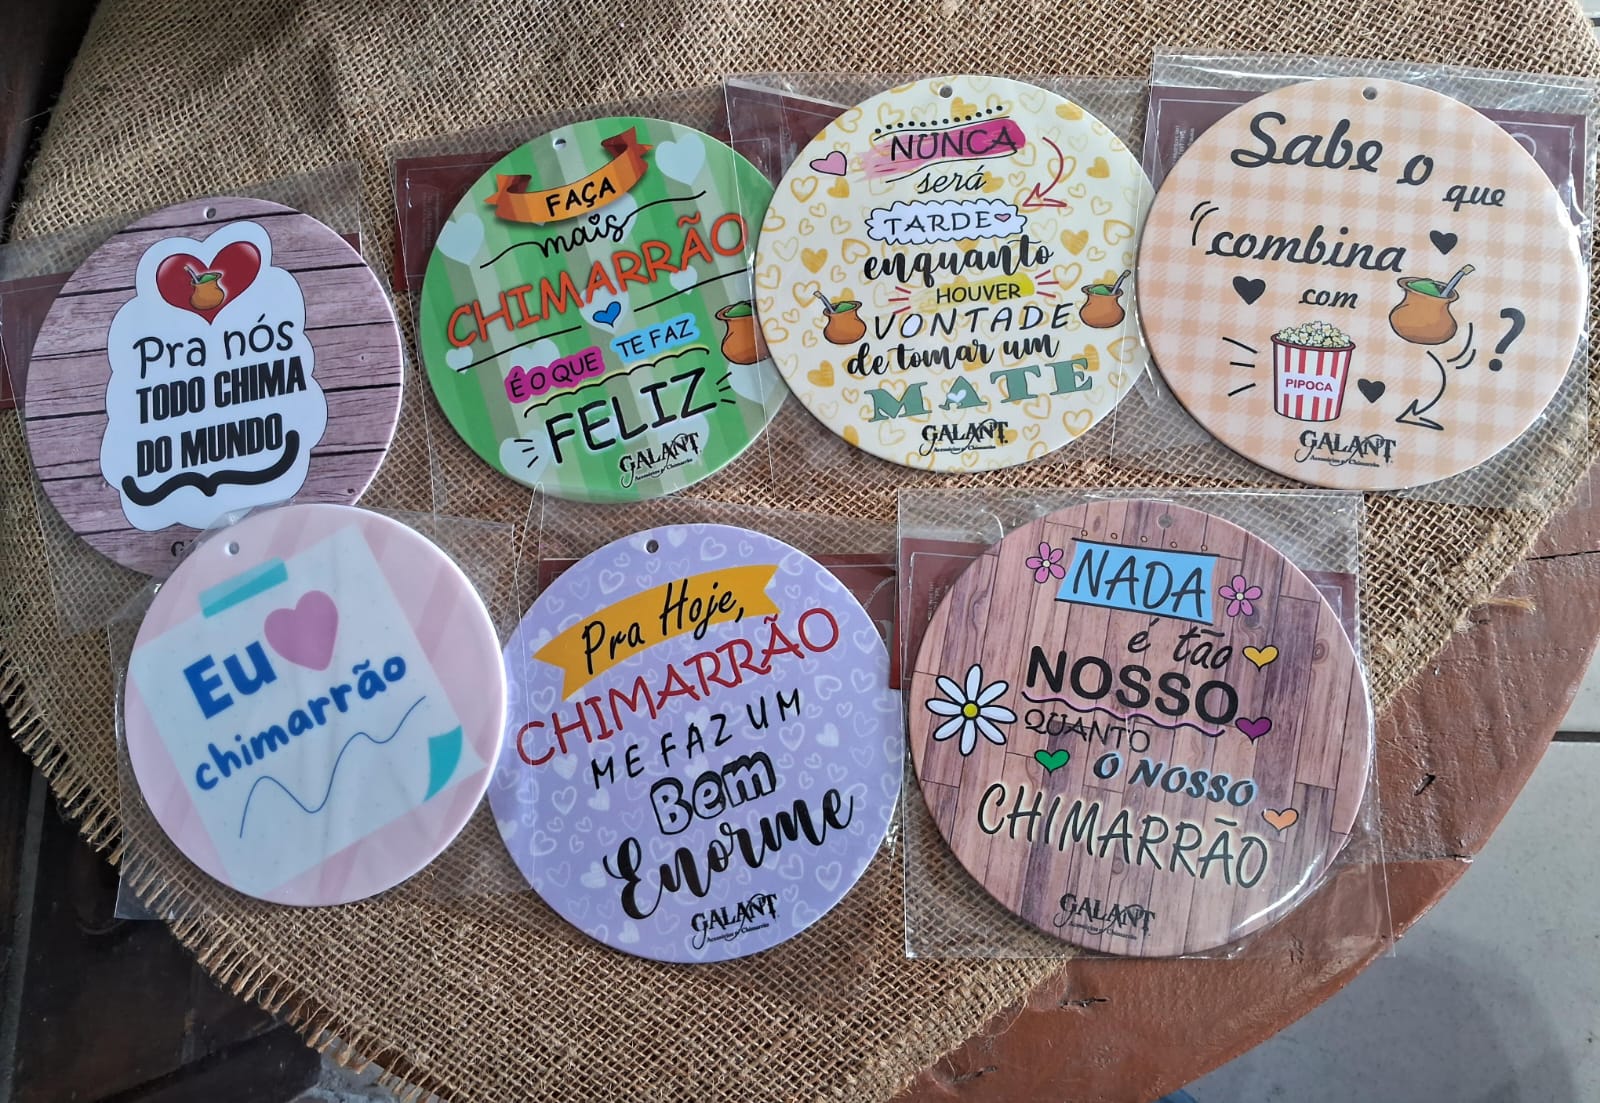 Pra nós
TODO CHIMA
DO MUNDO
Eu
chimarrão
FAÇA
mais
CHIMARRÃO
É O QUE
TE FAZ
FELIZ
GALANT
Pra Hoje,
CHIMARRÃO
ME FAZ UM
Bem
Enorme
GALANT
NUNCA
será
TARDE
enquanto
HOUVER
VONTADE
de tomar um
MATE
GALANT
NADA
é tão
NOSSO
QUANTO
O NOSSO
CHIMARRÃO
GALANT
Sabe o
que
combina
com
?
PIPOCA
GALANT